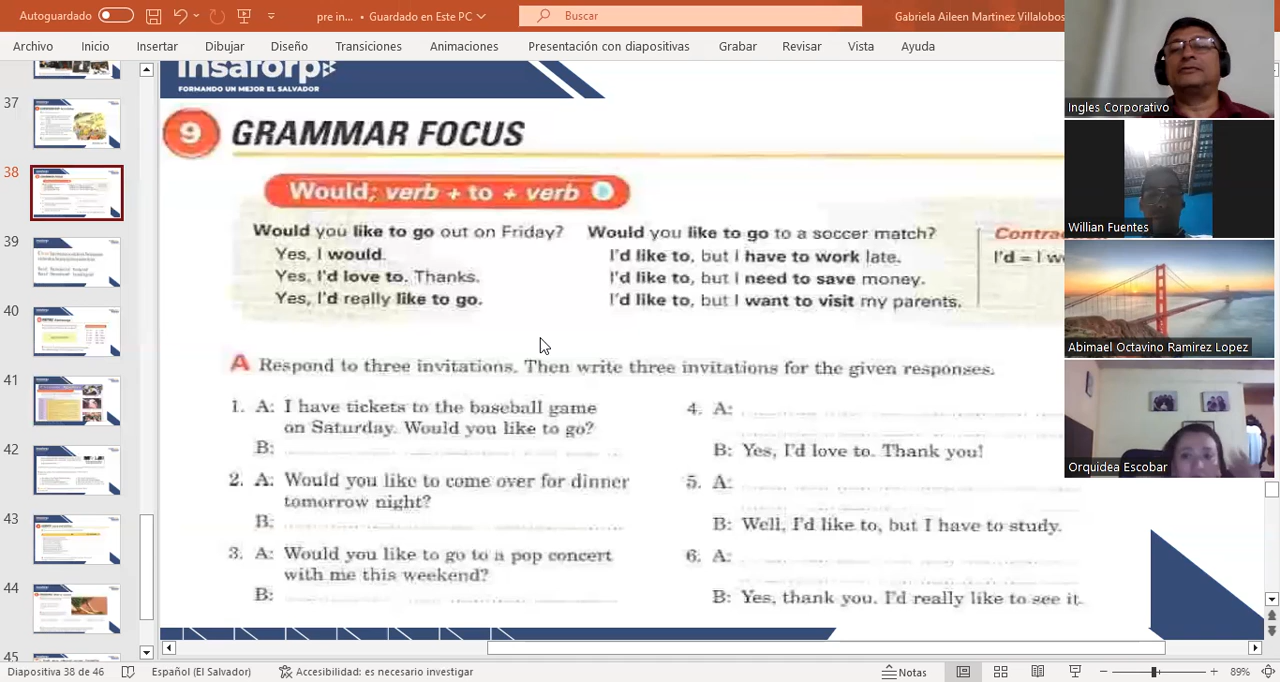 Autoguardado
pre in... • Guardado en Este PC
Buscar
Gabriela Aileen Martinez Villalobos
Archivo Inicio Insertar Dibujar Diseño Transiciones Animaciones Presentación con diapositivas Grabar Revisar Vista Ayuda
37
38
39
40
41
42
43
44
45
Insaforp
FORMANDO UN MEJOR EL SALVADOR
9 GRAMMAR FOCUS
Would; verb + to + verb
Would you like to go out on Friday?
Yes, I would.
Yes, I'd love to. Thanks.
Yes, I'd really like to go.
Would you like to go to a soccer match?
I'd like to, but I have to work late.
I'd like to, but I need to save money.
I'd like to, but I want to visit my parents.
I'd = I
A Respond to three invitations. Then write three invitations for the given responses.
1. A: I have tickets to the baseball game
on Saturday. Would you like to go?
B:
2. A: Would you like to come over for dinner
tomorrow night?
B:
3. A: Would you like to go to a pop concert
with me this weekend?
B:
4. A:
B: Yes, I'd love to. Thank you!
5. A:
B: Well, I'd like to, but I have to study.
6. A:
B: Yes, thank you. I'd really like to see it.
Ingles Corporativo
Willian Fuentes
Abimael Octavino Ramirez Lopez
Orquidea Escobar
Diapositiva 38 de 46 Español (El Salvador) Accesibilidad: es necesario investigar Notas 89%